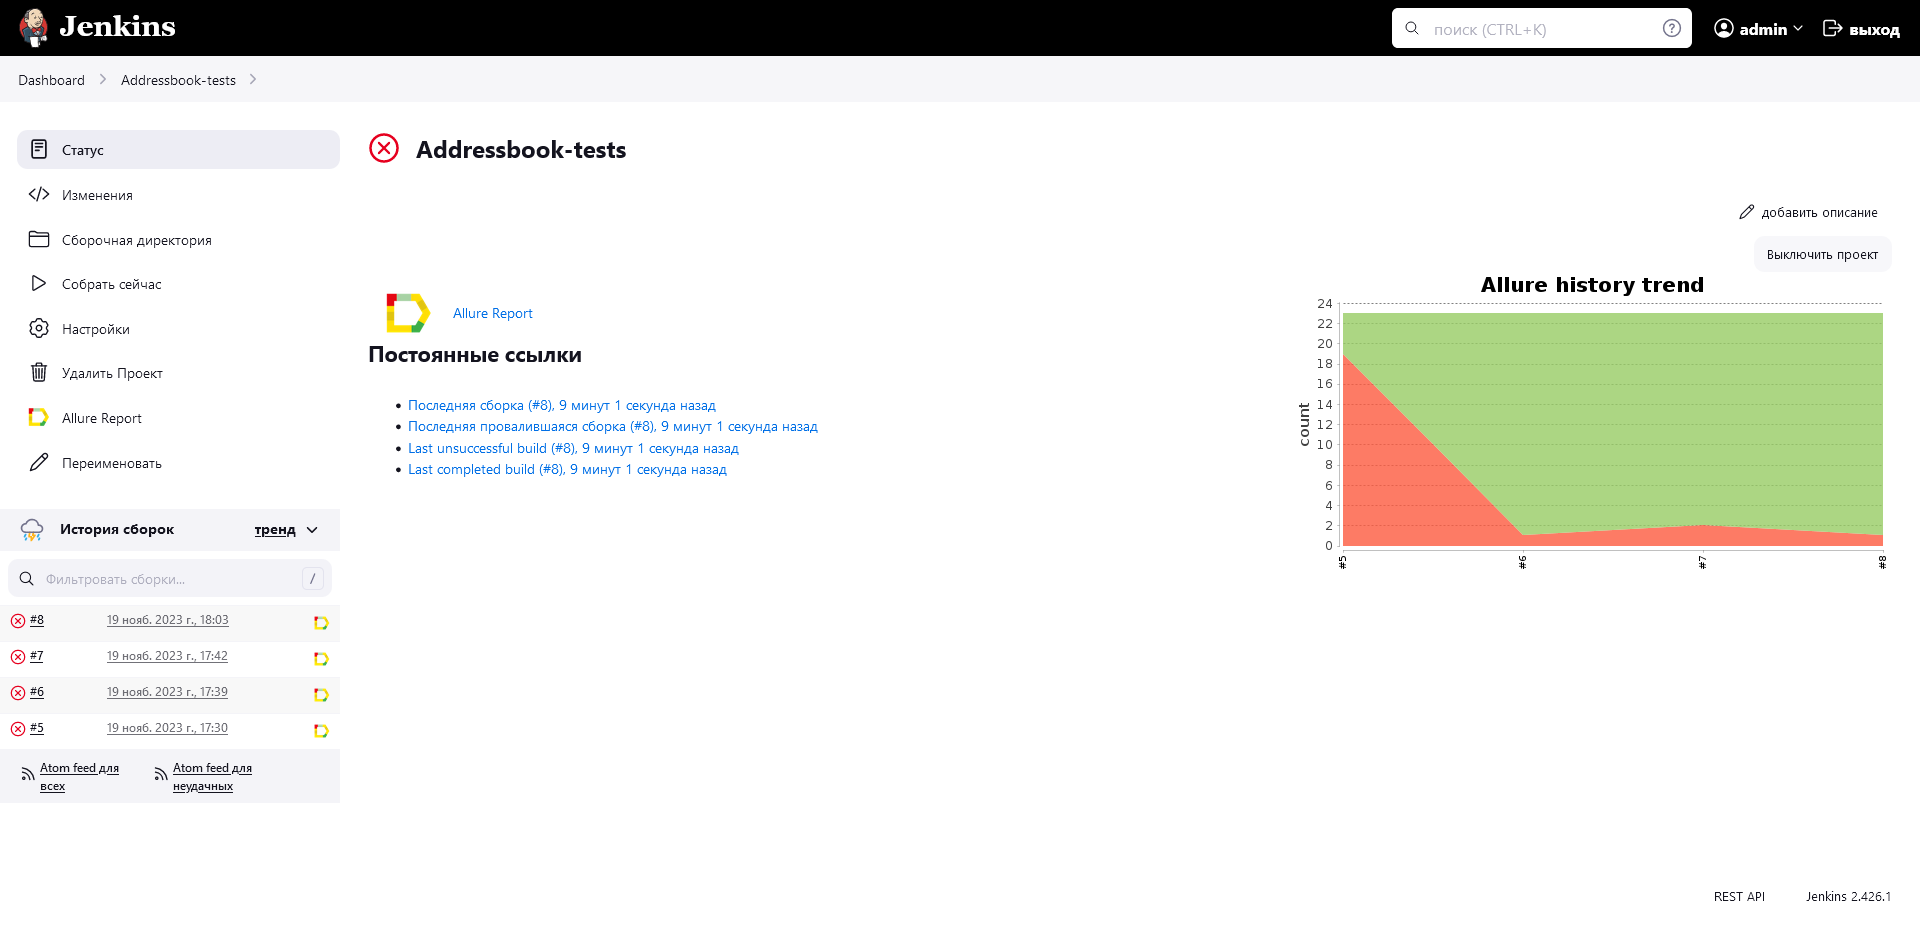 Jenkins
поиск (CTRL+K)
?
admin
выход
Dashboard
Addressbook-tests
Статус
Изменения
Сборочная директория
Собрать сейчас
Настройки
Удалить Проект
Allure Report
Переименовать
История сборок
тренд
Фильтровать сборки...
/
#8
19 нояб. 2023 г., 18:03
#7
19 нояб. 2023 г., 17:42
#6
19 нояб. 2023 г., 17:39
#5
19 нояб. 2023 г., 17:30
Atom feed для
всех
Atom feed для
неудачных
Addressbook-tests
добавить описание
Выключить проект
Allure Report
Постоянные ссылки
Последняя сборка (#8), 9 минут 1 секунда назад
Последняя провалившаяся сборка (#8), 9 минут 1 секунда назад
Last unsuccessful build (#8), 9 минут 1 секунда назад
Last completed build (#8), 9 минут 1 секунда назад
Allure history trend
24
22
20
18
16
14
12
10
8
6
4
2
0
count
#5
#6
#7
#8
REST API
Jenkins 2.426.1